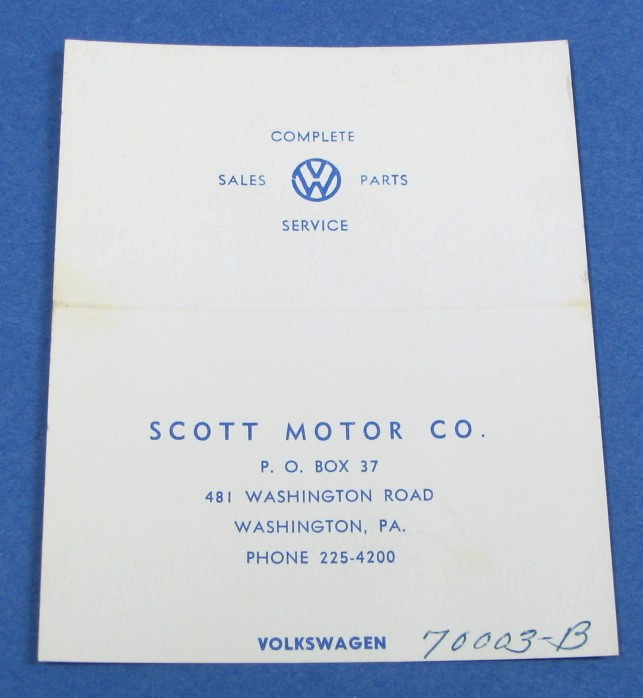 COMPLETE
SALES VW PARTS
SERVICE
SCOTT MOTOR CO.
P. O. BOX 37
481 WASHINGTON ROAD
WASHINGTON, PA.
PHONE 225-4200
VOLKSWAGEN 70003-B